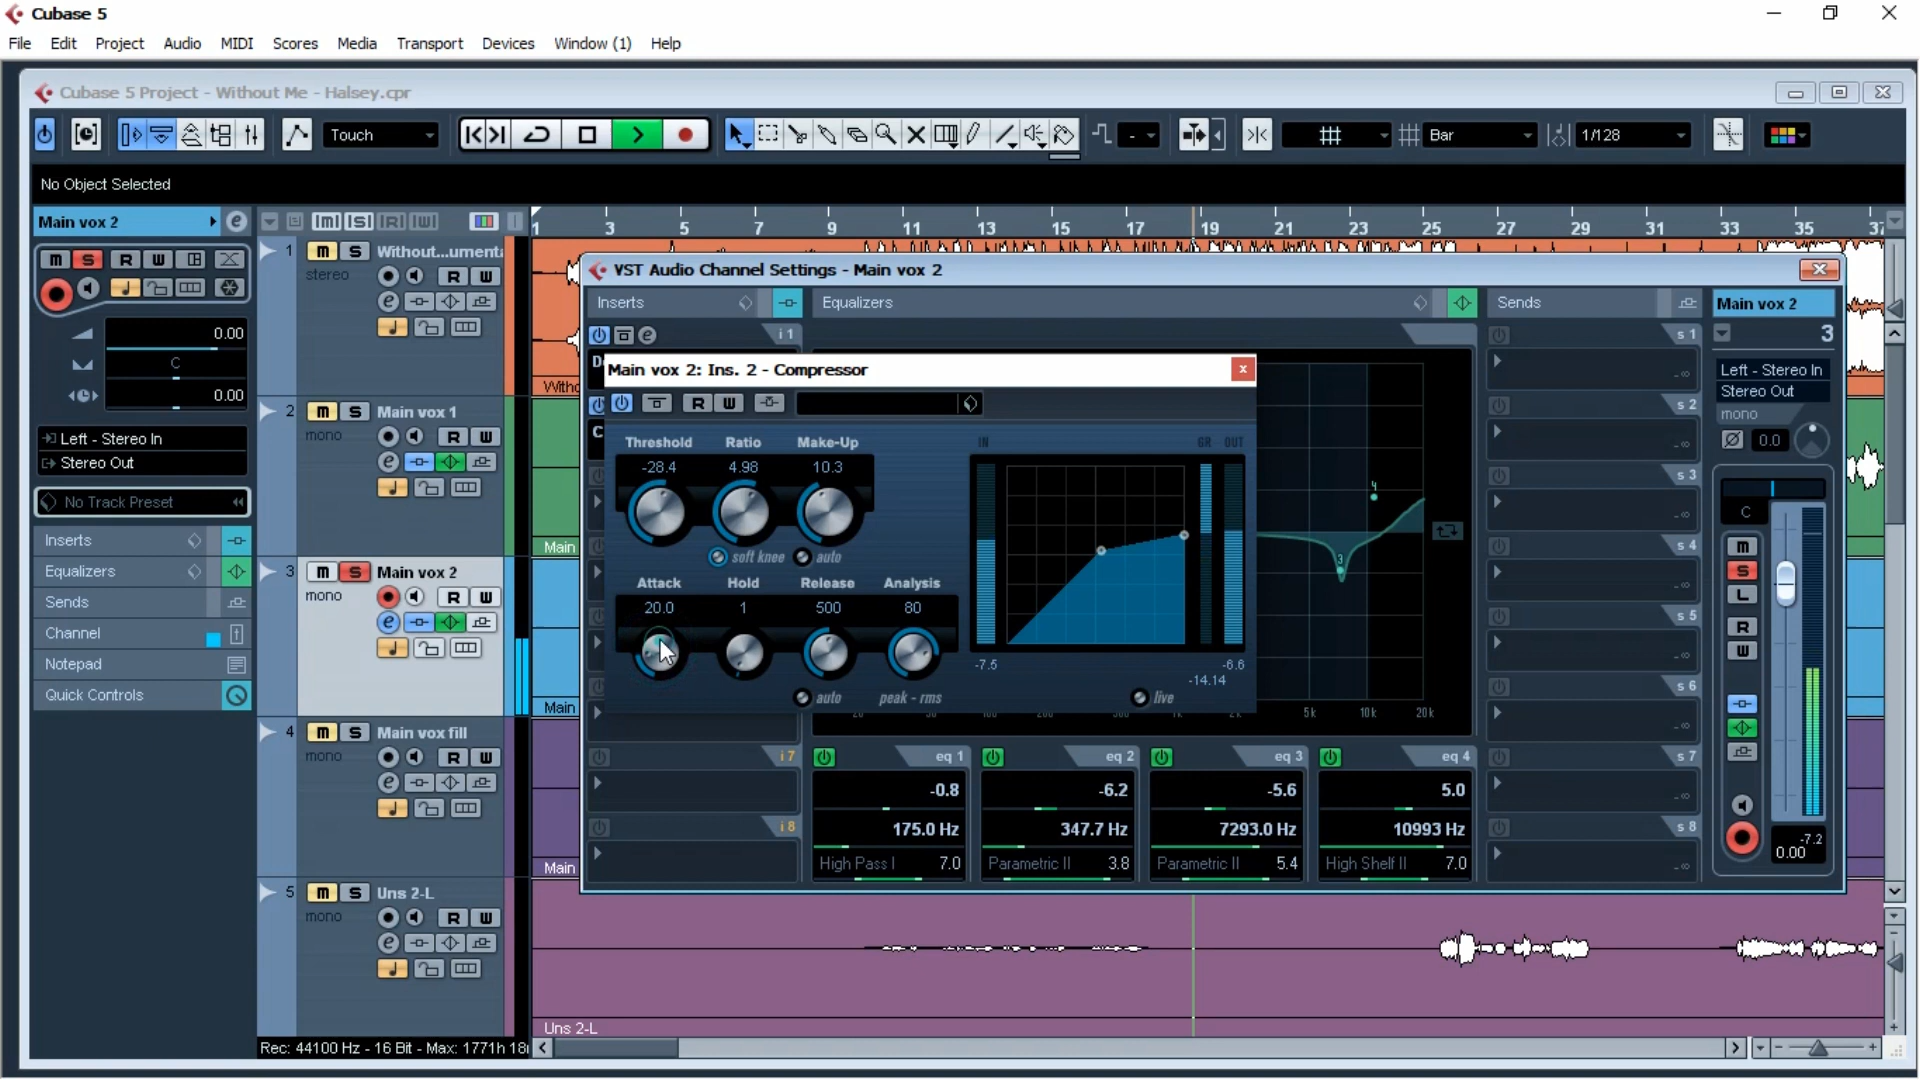 Cubase 5
File Edit Project Audio MIDI Scores Media Transport Devices Window (1) Help
Cubase 5 Project - Without Me - Halsey.cpr
Touch - Bar 1/128
No Object Selected
Main vox 2 e [M] [S] [R] [W] 1 3 5 7 9 11 13 15 17 19 21 23 25 27 29 31 33 35 37
m S R W
0.00
C
0.00
Left - Stereo In
Stereo Out
No Track Preset
Inserts
Equalizers
Sends
Channel
Notepad
Quick Controls
1 m S Without...umenta
stereo R W
e
2 m S Main vox 1
mono R W
e
3 m S Main vox 2
mono R W
e
4 m S Main vox fill
mono R W
e
5 m S Uns 2-L
mono R W
e
Rec: 44100 Hz - 16 Bit - Max: 1771h 18
Witho
Main
Main
Main
Uns 2-L
VST Audio Channel Settings - Main vox 2
Inserts Equalizers Sends Main vox 2
e i 1 s 1 3
Main vox 2: Ins. 2 - Compressor x
R W
Threshold Ratio Make-Up IN GR OUT
-28.4 4.98 10.3
soft knee auto
Attack Hold Release Analysis
20.0 1 500 80
-7.5 -6.6
-14.14
auto peak - rms live
4
3
5k 10k 20k
i 7 eq 1 eq 2 eq 3 eq 4
-0.8 -6.2 -5.6 5.0
i 8 175.0 Hz 347.7 Hz 7293.0 Hz 10993 Hz
High Pass I 7.0 Parametric II 3.8 Parametric II 5.4 High Shelf II 7.0
s 2
s 3
s 4
s 5
s 6
s 7
s 8
Left - Stereo In
Stereo Out
mono
0.0
C
m
S
L
R
W
-7.2
0.00